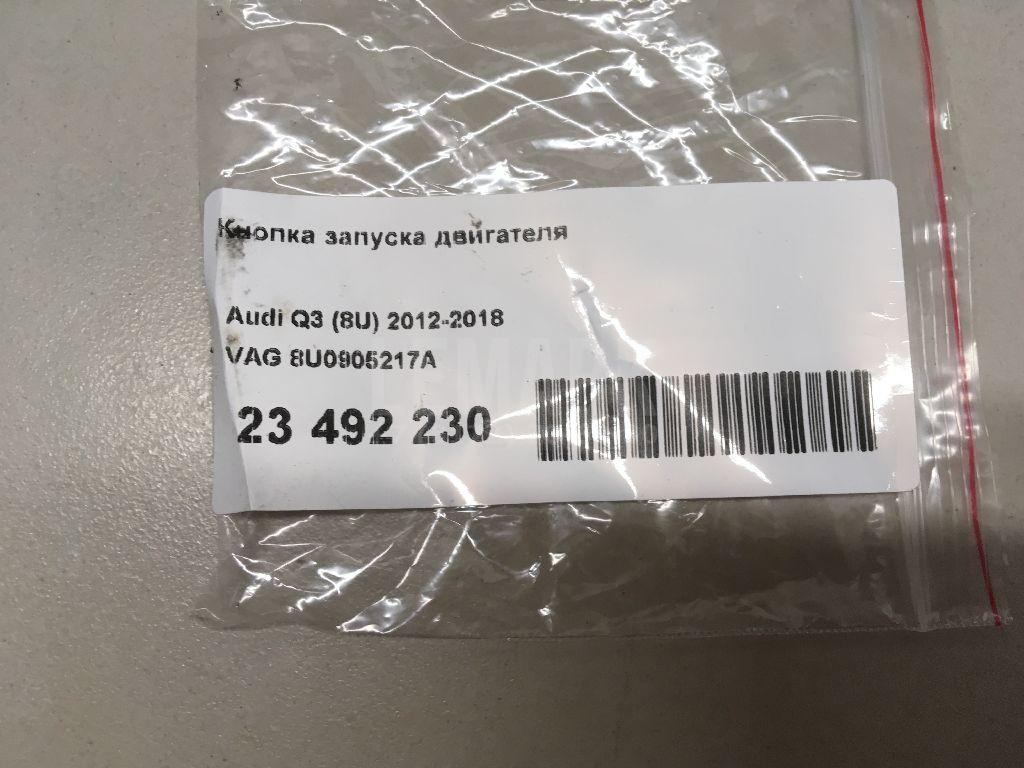 Кнопка запуска двигателя
Audi Q3 (8U) 2012-2018
VAG 8U0905217A
23 492 230